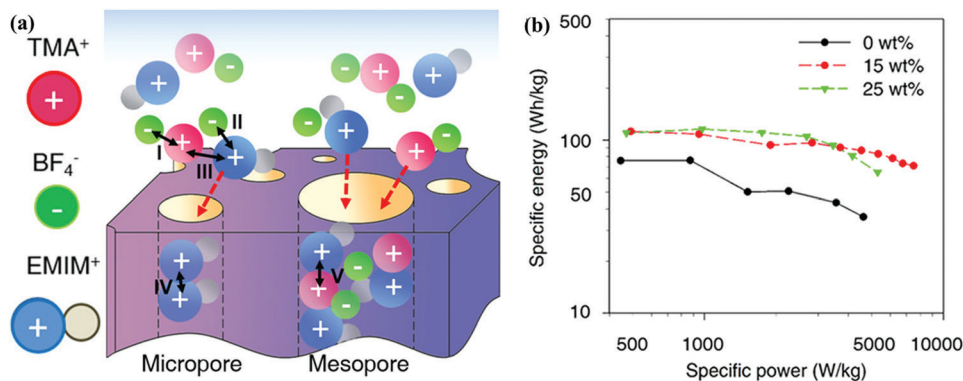 (a)
TMA+
+
BF4-
-
EMIM+
+
I
II
III
IV
V
Micropore
Mesopore
(b)
Specific energy (Wh/kg)
500
100
50
10
0 wt%
15 wt%
25 wt%
500
1000
5000
10000
Specific power (W/kg)